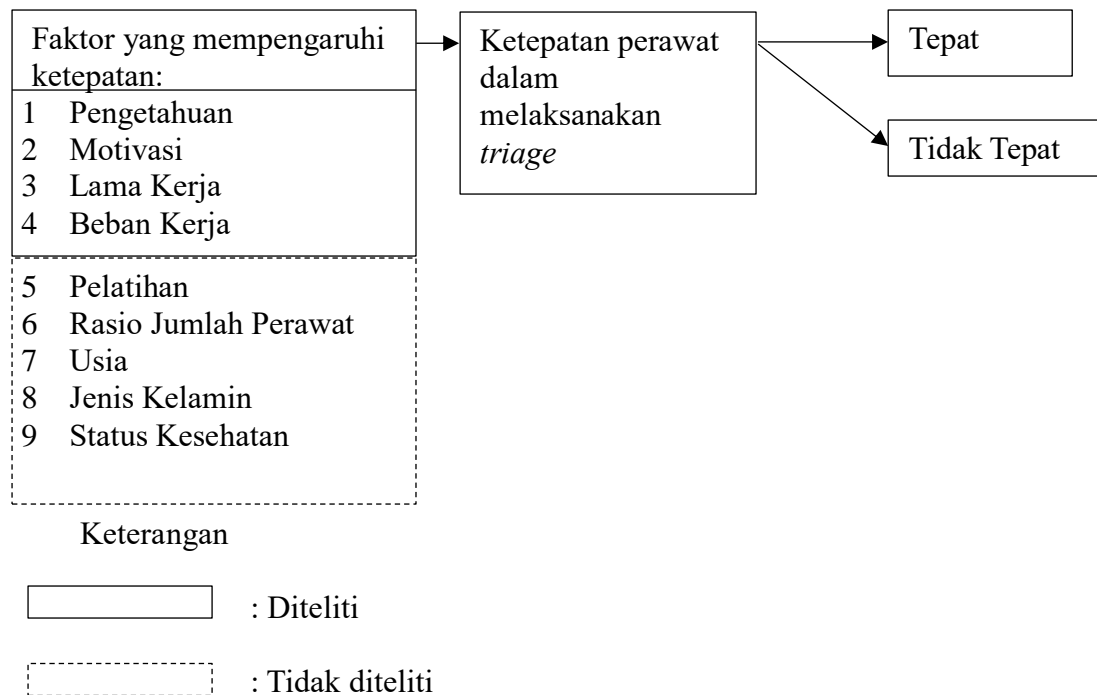 Faktor yang mempengaruhi
ketepatan:
1 Pengetahuan
2 Motivasi
3 Lama Kerja
4 Beban Kerja
5 Pelatihan
6 Rasio Jumlah Perawat
7 Usia
8 Jenis Kelamin
9 Status Kesehatan
Ketepatan perawat
dalam
melaksanakan
triage
Tepat
Tidak Tepat
Keterangan
: Diteliti
: Tidak diteliti